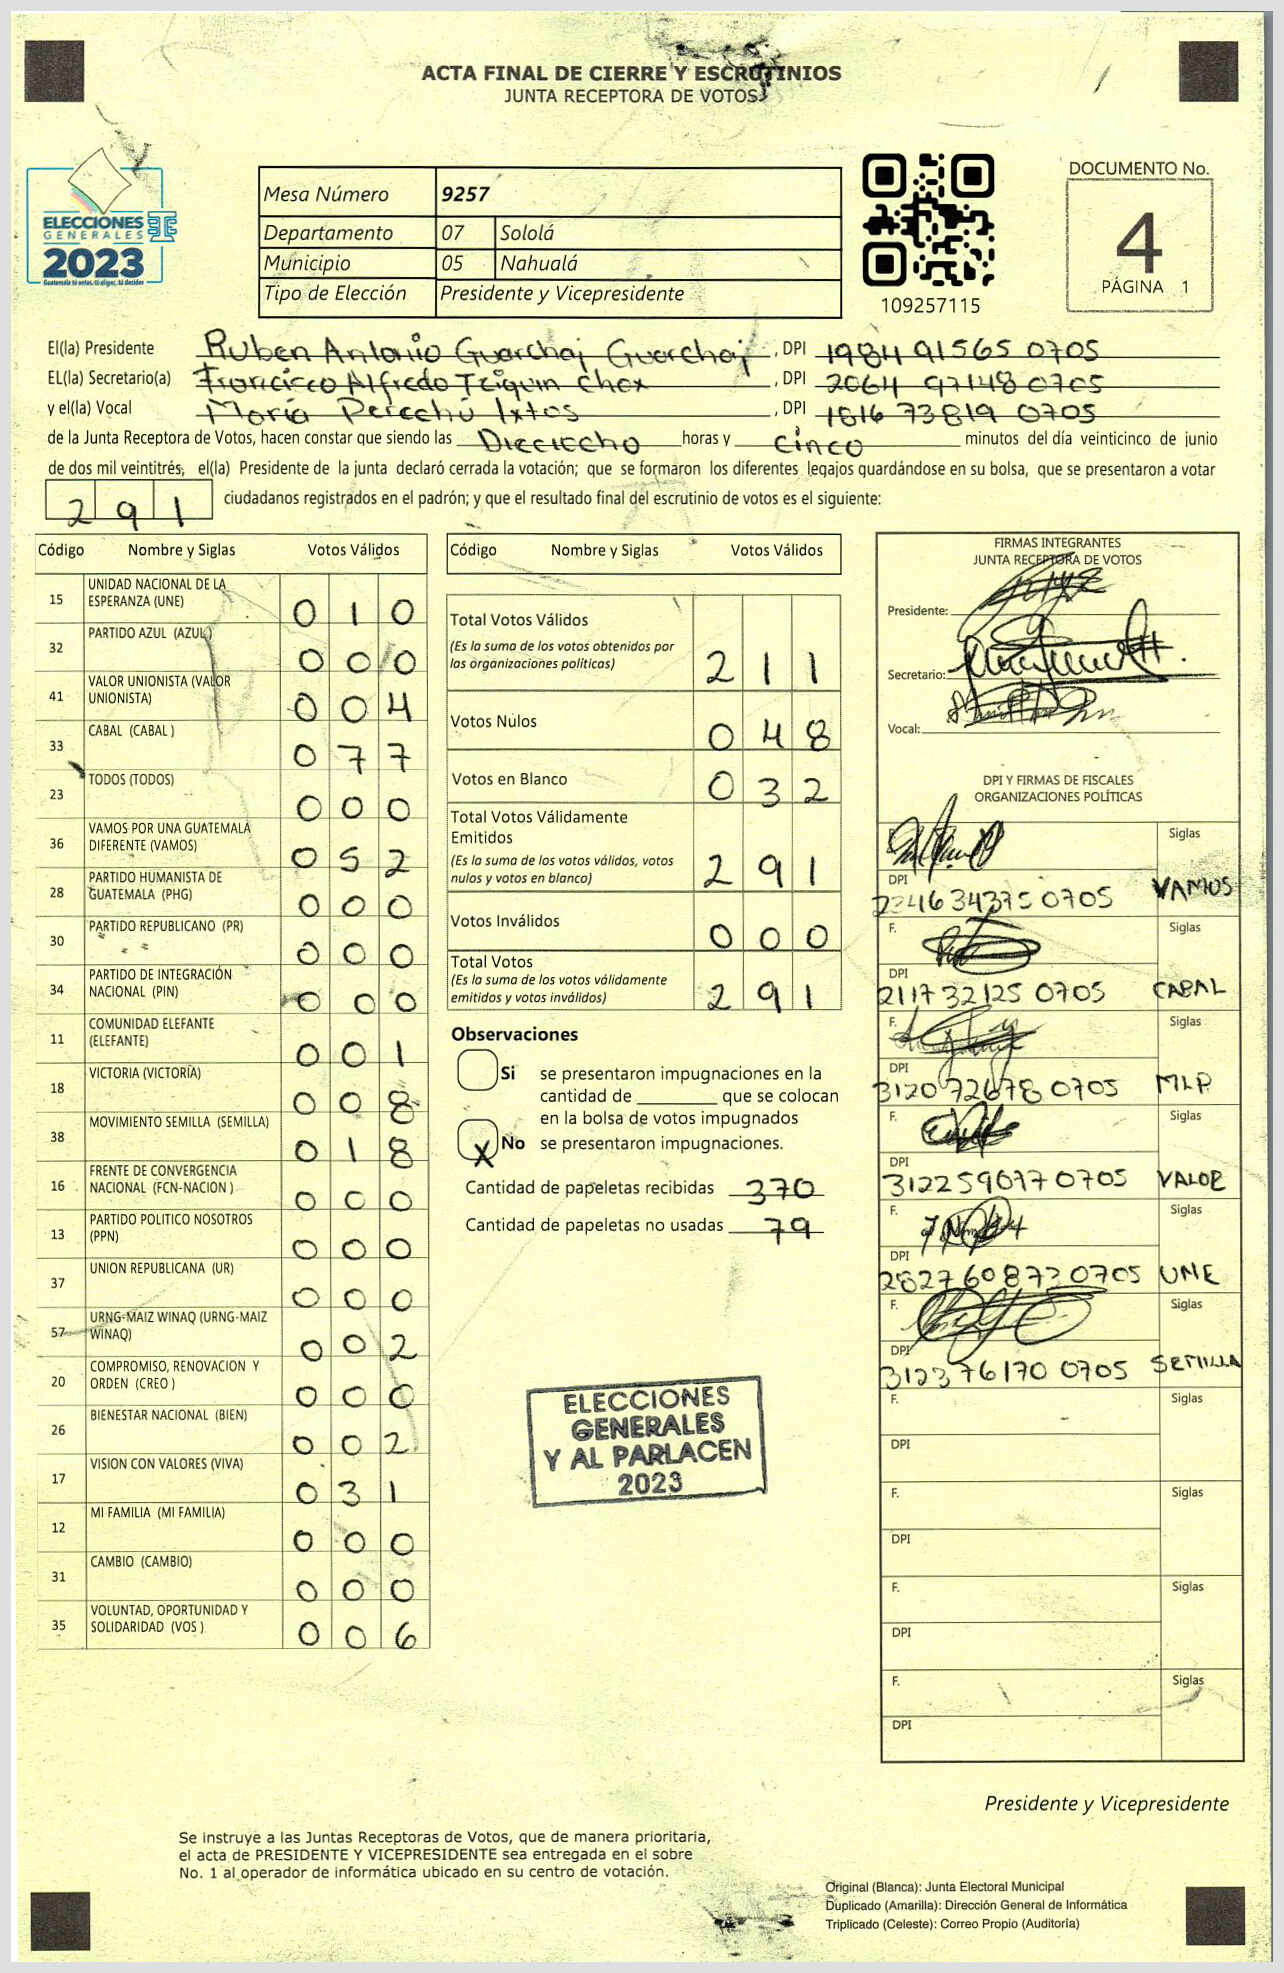 ACTA FINAL DE CIERRE Y ESCRUTINIOS
JUNTA RECEPTORA DE VOTOS
ELECCIONES
GENERALES
2023
Guatemala tú votas, tú eliges, tú decides
Mesa Número 9257
Departamento 07 Sololá
Municipio 05 Nahualá
Tipo de Elección Presidente y Vicepresidente
109257115
DOCUMENTO No.
4
PÁGINA 1
El(la) Presidente Ruben Antonio Guarchaj Guarchaj, DPI 1984 91565 0705
EL(la) Secretario(a) Francisco Alfredo Tziquin Chox, DPI 2064 97148 0705
y el(la) Vocal María Perechú Ixtos, DPI 1816 73819 0705
de la Junta Receptora de Votos, hacen constar que siendo las Dieciocho horas y cinco minutos del día veinticinco de junio
de dos mil veintitrés, el(la) Presidente de la junta declaró cerrada la votación; que se formaron los diferentes legajos guardándose en su bolsa, que se presentaron a votar
291 ciudadanos registrados en el padrón; y que el resultado final del escrutinio de votos es el siguiente:
Código Nombre y Siglas Votos Válidos
15 UNIDAD NACIONAL DE LA ESPERANZA (UNE) 0 1 0
32 PARTIDO AZUL (AZUL) 0 0 0
41 VALOR UNIONISTA (VALOR UNIONISTA) 0 0 4
33 CABAL (CABAL ) 0 7 7
23 TODOS (TODOS) 0 0 0
36 VAMOS POR UNA GUATEMALA DIFERENTE (VAMOS) 0 5 2
28 PARTIDO HUMANISTA DE GUATEMALA (PHG) 0 0 0
30 PARTIDO REPUBLICANO (PR) 0 0 0
34 PARTIDO DE INTEGRACIÓN NACIONAL (PIN) 0 0 0
11 COMUNIDAD ELEFANTE (ELEFANTE) 0 0 1
18 VICTORIA (VICTORIA) 0 0 8
38 MOVIMIENTO SEMILLA (SEMILLA) 0 1 8
16 FRENTE DE CONVERGENCIA NACIONAL (FCN-NACION ) 0 0 0
13 PARTIDO POLITICO NOSOTROS (PPN) 0 0 0
37 UNION REPUBLICANA (UR) 0 0 0
57 URNG-MAIZ WINAQ (URNG-MAIZ WINAQ) 0 0 2
20 COMPROMISO, RENOVACION Y ORDEN (CREO ) 0 0 0
26 BIENESTAR NACIONAL (BIEN) 0 0 2
17 VISION CON VALORES (VIVA) 0 3 1
12 MI FAMILIA (MI FAMILIA) 0 0 0
31 CAMBIO (CAMBIO) 0 0 0
35 VOLUNTAD, OPORTUNIDAD Y SOLIDARIDAD (VOS ) 0 0 6
Código Nombre y Siglas Votos Válidos
Total Votos Válidos
(Es la suma de los votos obtenidos por
las organizaciones políticas) 2 1 1
Votos Nulos 0 4 8
Votos en Blanco 0 3 2
Total Votos Válidamente
Emitidos
(Es la suma de los votos válidos, votos
nulos y votos en blanco) 2 9 1
Votos Inválidos 0 0 0
Total Votos
(Es la suma de los votos válidamente
emitidos y votos inválidos) 2 9 1
Observaciones
Si se presentaron impugnaciones en la
cantidad de ________ que se colocan
en la bolsa de votos impugnados
X No se presentaron impugnaciones.
Cantidad de papeletas recibidas 370
Cantidad de papeletas no usadas 79
ELECCIONES
GENERALES
Y AL PARLACEN
2023
FIRMAS INTEGRANTES
JUNTA RECEPTORA DE VOTOS
Presidente:
Secretario:
Vocal:
DPI Y FIRMAS DE FISCALES
ORGANIZACIONES POLÍTICAS
F. Siglas
DPI 2241634375 0705 VAMOS
F. Siglas
DPI 2117 32125 0705 CABAL
F. Siglas
DPI 3120 72678 0705 MLP
F. Siglas
DPI 3122 59077 0705 VALOR
F. Siglas
DPI 2827 60873 0705 UNE
F. Siglas
DPI 3123 76170 0705 SEMILLA
F. Siglas
DPI
F. Siglas
DPI
F. Siglas
DPI
F. Siglas
DPI
Presidente y Vicepresidente
Se instruye a las Juntas Receptoras de Votos, que de manera prioritaria,
el acta de PRESIDENTE Y VICEPRESIDENTE sea entregada en el sobre
No. 1 al operador de informática ubicado en su centro de votación.
Original (Blanca): Junta Electoral Municipal
Duplicado (Amarilla): Dirección General de Informática
Triplicado (Celeste): Correo Propio (Auditoría)